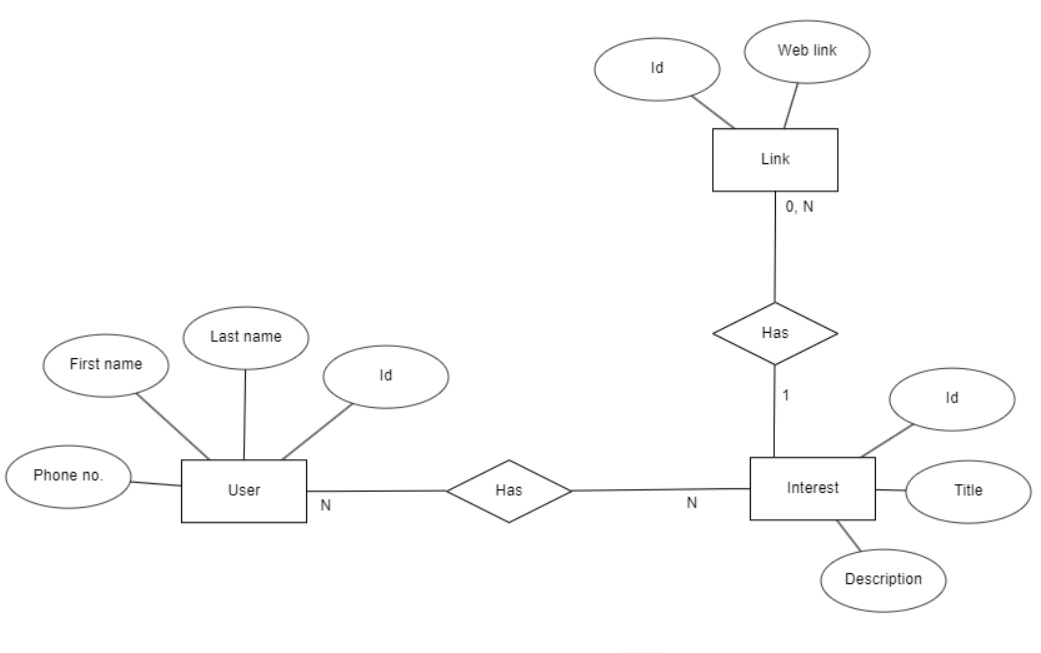 Web link
Id
Link
0, N
Has
Last name
First name
Id
1
Id
Phone no.
User
N
Has
N
Interest
Title
Description